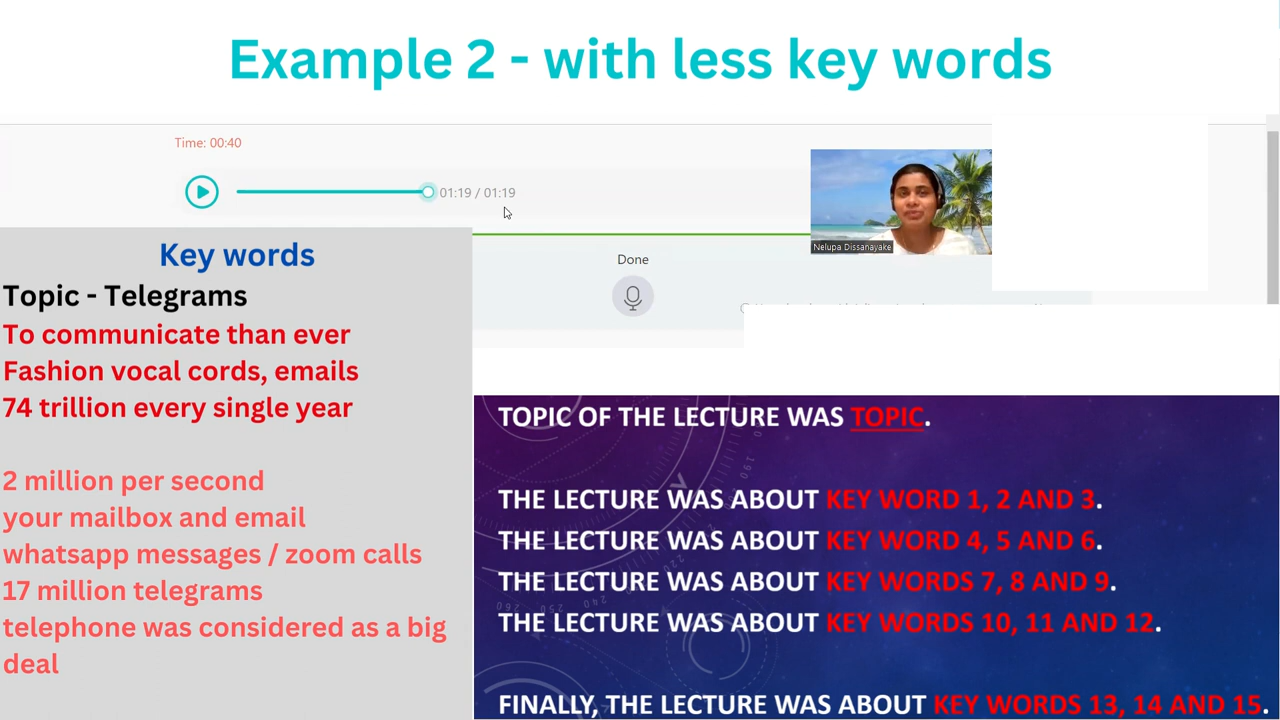 Example 2 - with less key words
Time: 00:40
01:19 / 01:19
Nelupa Dissanayake
Done
Key words
Topic - Telegrams
To communicate than ever
Fashion vocal cords, emails
74 trillion every single year
2 million per second
your mailbox and email
whatsapp messages / zoom calls
17 million telegrams
telephone was considered as a big
deal
TOPIC OF THE LECTURE WAS TOPIC.
THE LECTURE WAS ABOUT KEY WORD 1, 2 AND 3.
THE LECTURE WAS ABOUT KEY WORD 4, 5 AND 6.
THE LECTURE WAS ABOUT KEY WORDS 7, 8 AND 9.
THE LECTURE WAS ABOUT KEY WORDS 10, 11 AND 12.
FINALLY, THE LECTURE WAS ABOUT KEY WORDS 13, 14 AND 15.